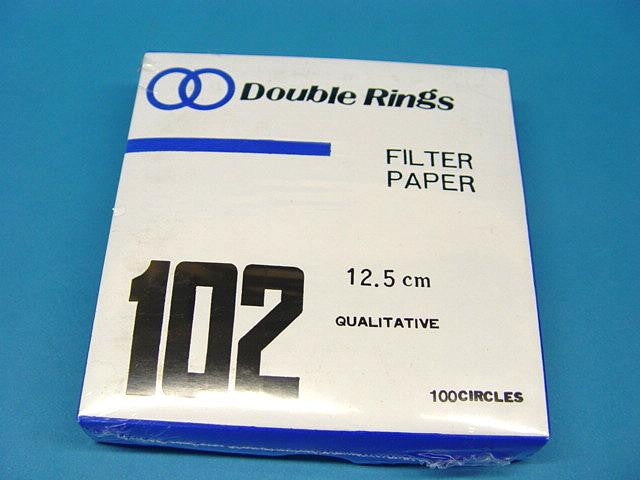 Double Rings
FILTER
PAPER
102
12.5 cm
QUALITATIVE
100CIRCLES